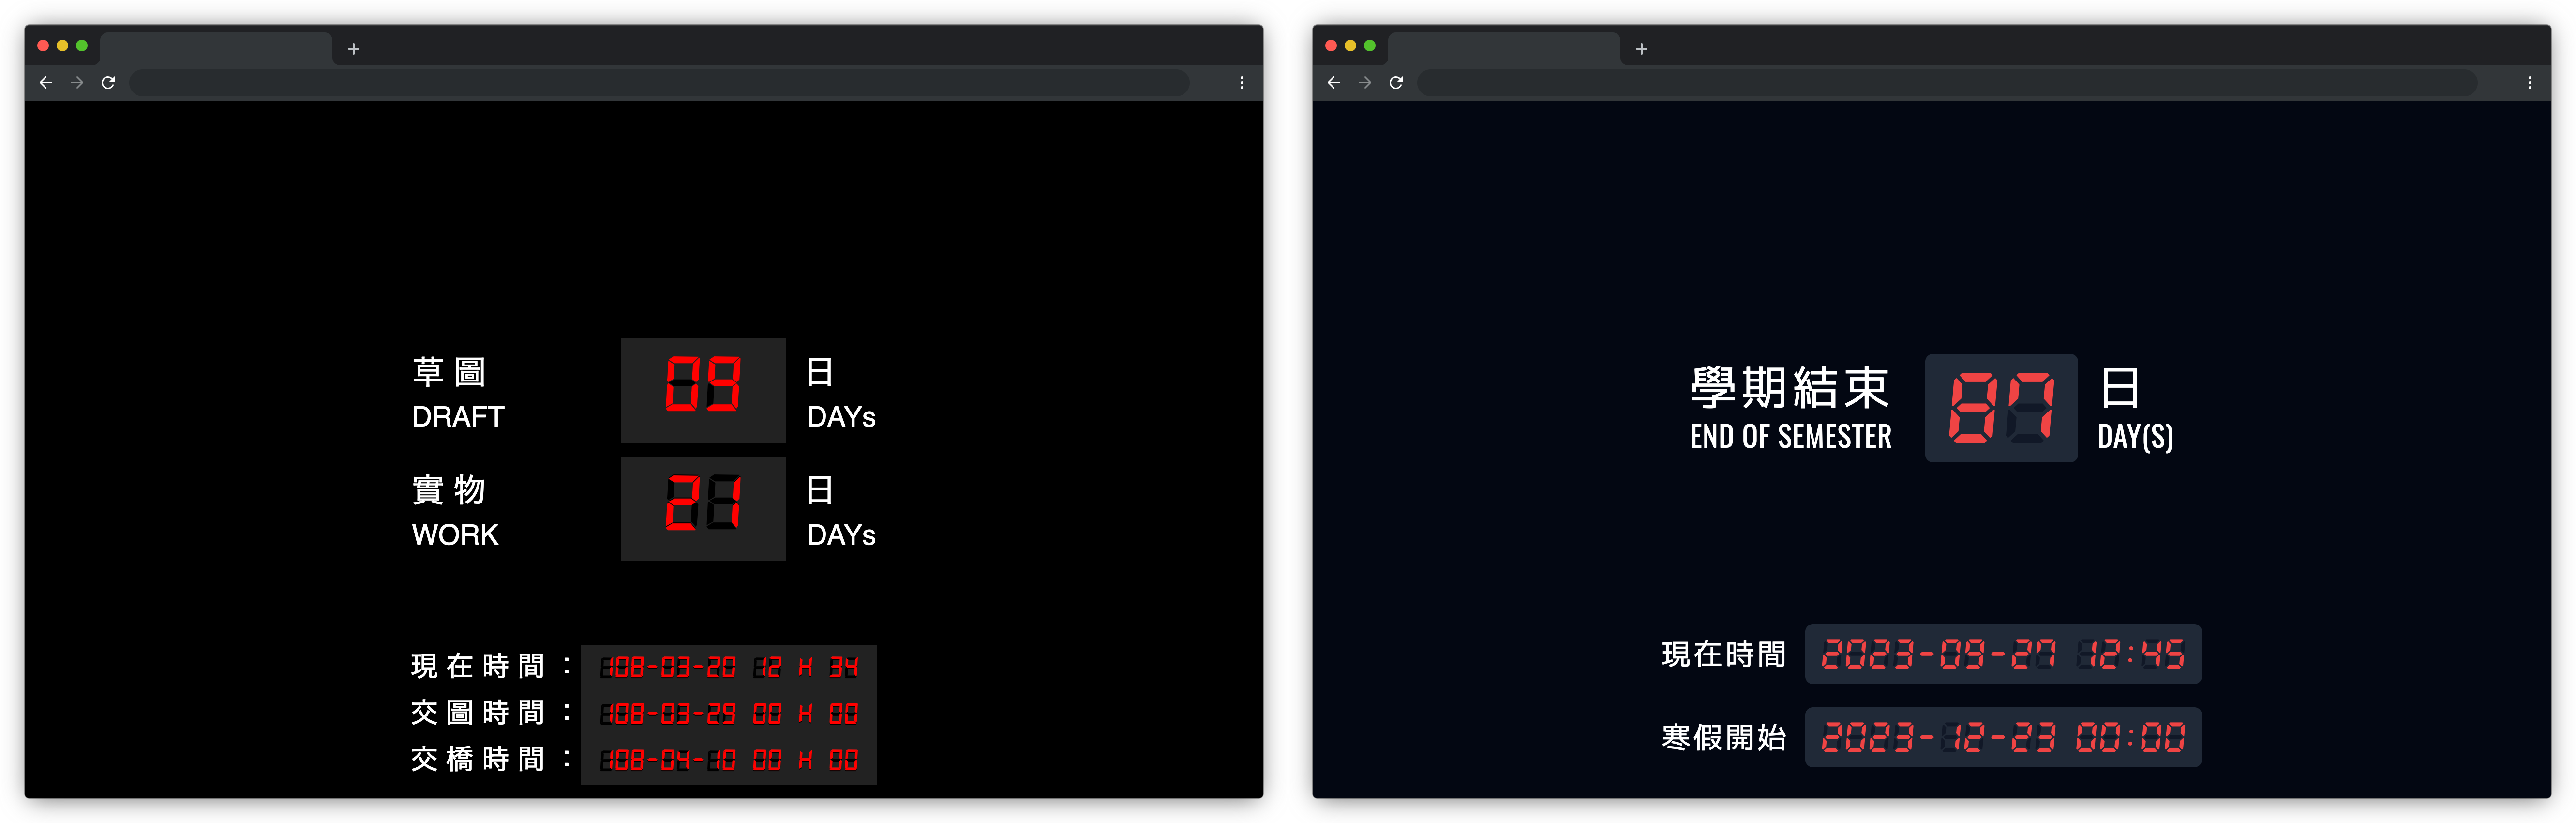 草圖 09 日
DRAFT DAYs
實物 21 日
WORK DAYs
現在時間： 108-03-20 12 H 34
交圖時間： 108-03-29 00 H 00
交橋時間： 108-04-10 00 H 00
學期結束 87 日
END OF SEMESTER DAY(S)
現在時間 2023-09-27 12:45
寒假開始 2023-12-23 00:00